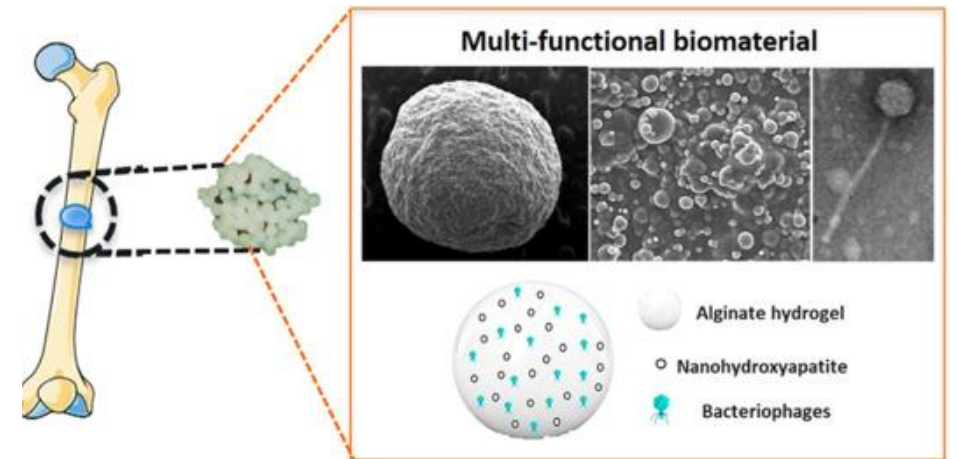 Multi-functional biomaterial
Alginate hydrogel
Nanohydroxyapatite
Bacteriophages